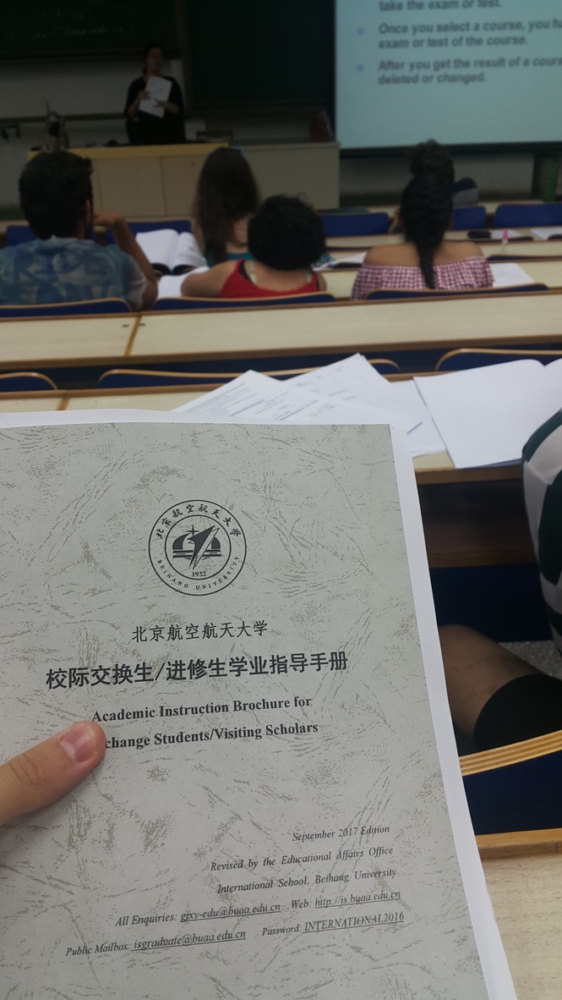 take the exam or test.
Once you select a course, you ha
exam or test of the course.
After you get the result of a cours
deleted or changed.
北京航空航天大学
BEIHANG UNIVERSITY
1952
北京航空航天大学
校际交换生/进修生学业指导手册
Academic Instruction Brochure for
change Students/Visiting Scholars
September 2017 Edition
Revised by the Educational Affairs Office
International School, Beihang University
All Enquiries: gjxy-edu@buaa.edu.cn Web: http://is.buaa.edu.cn
Public Mailbox: isgraduate@buaa.edu.cn Password: INTERNATIONAL2016